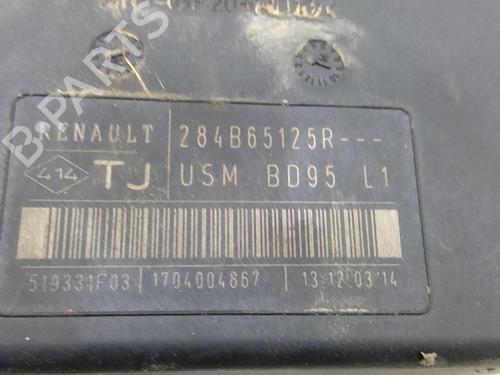 RENAULT 284B65125R---
414 TJ USM BD95 L1
519331F03 1704004867 13-12 03'14
B PARTS